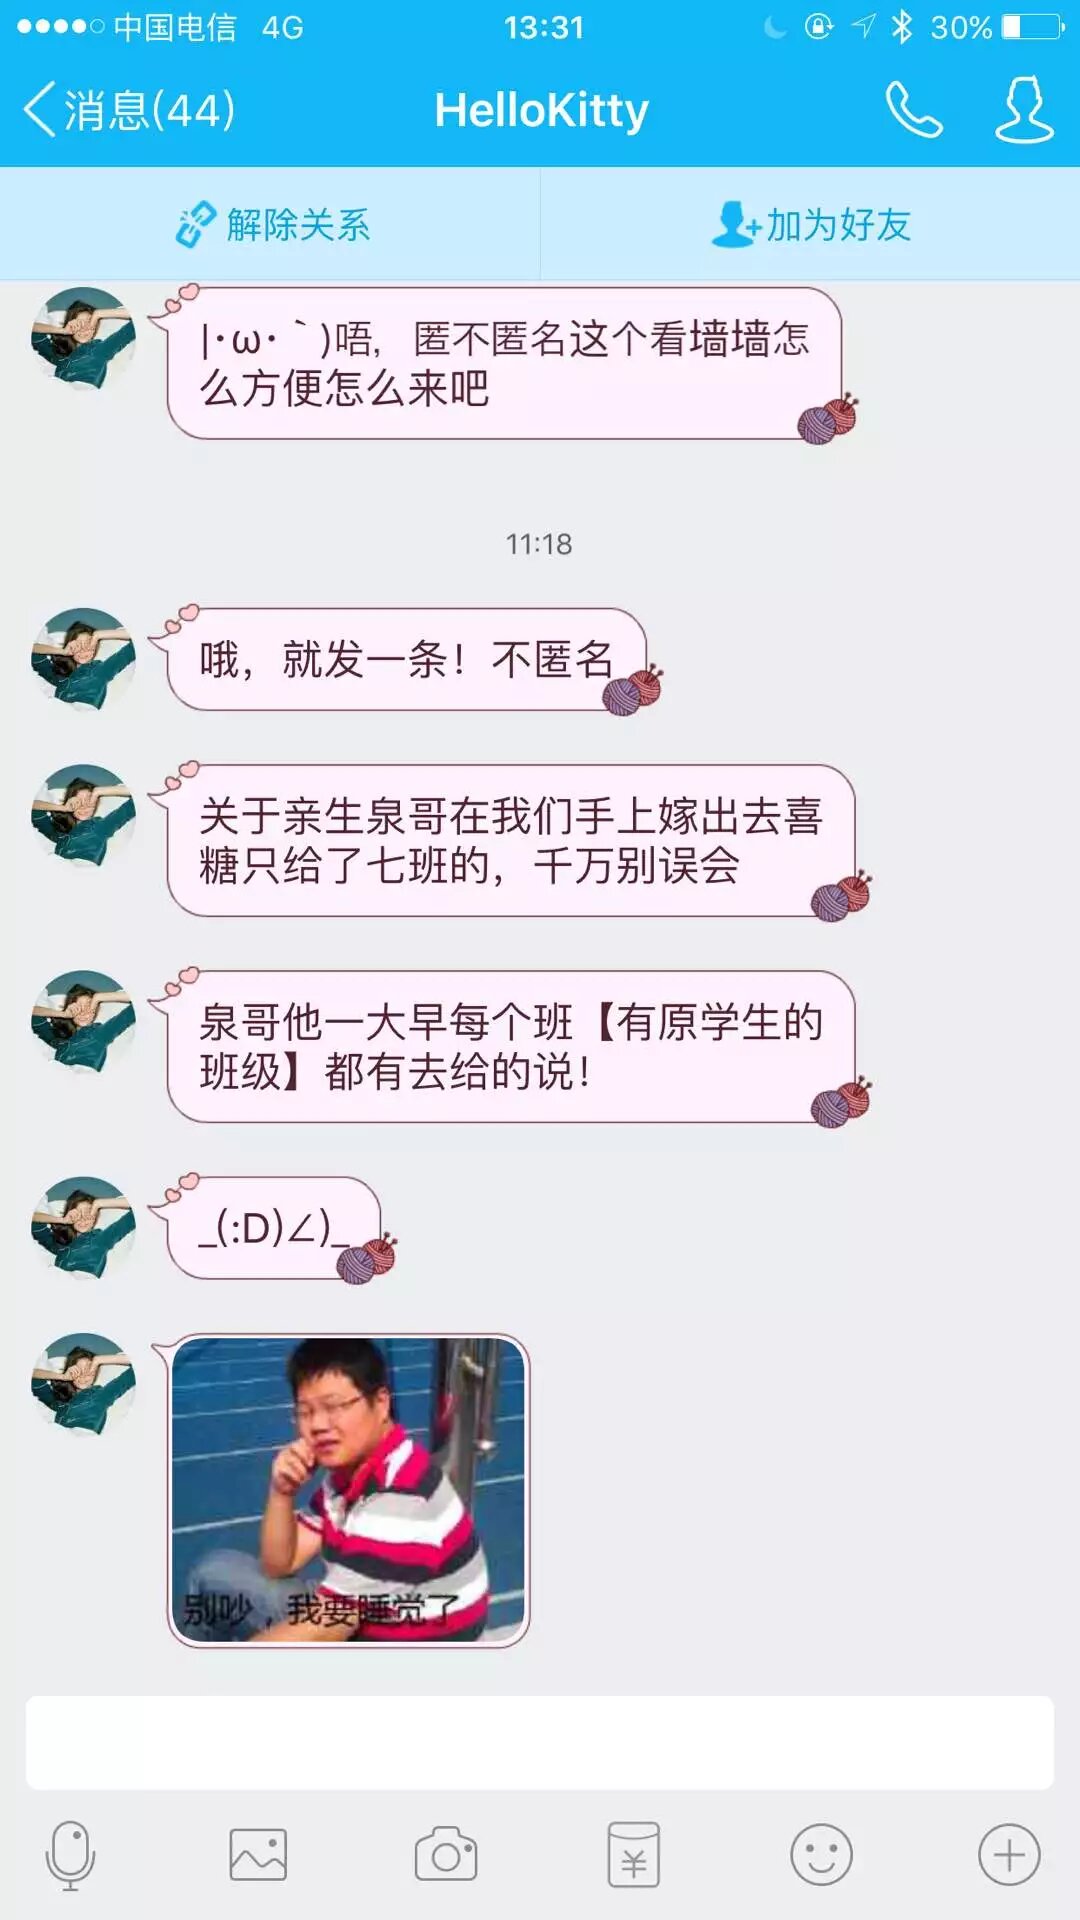 中国电信 4G 13:31 30%
消息(44) HelloKitty
解除关系 加为好友
|·ω·｀)唔，匿不匿名这个看墙墙怎
么方便怎么来吧
11:18
哦，就发一条！不匿名
关于亲生泉哥在我们手上嫁出去喜
糖只给了七班的，千万别误会
泉哥他一大早每个班【有原学生的
班级】都有去给的说！
_(:D)∠)_
别吵，我要睡觉了